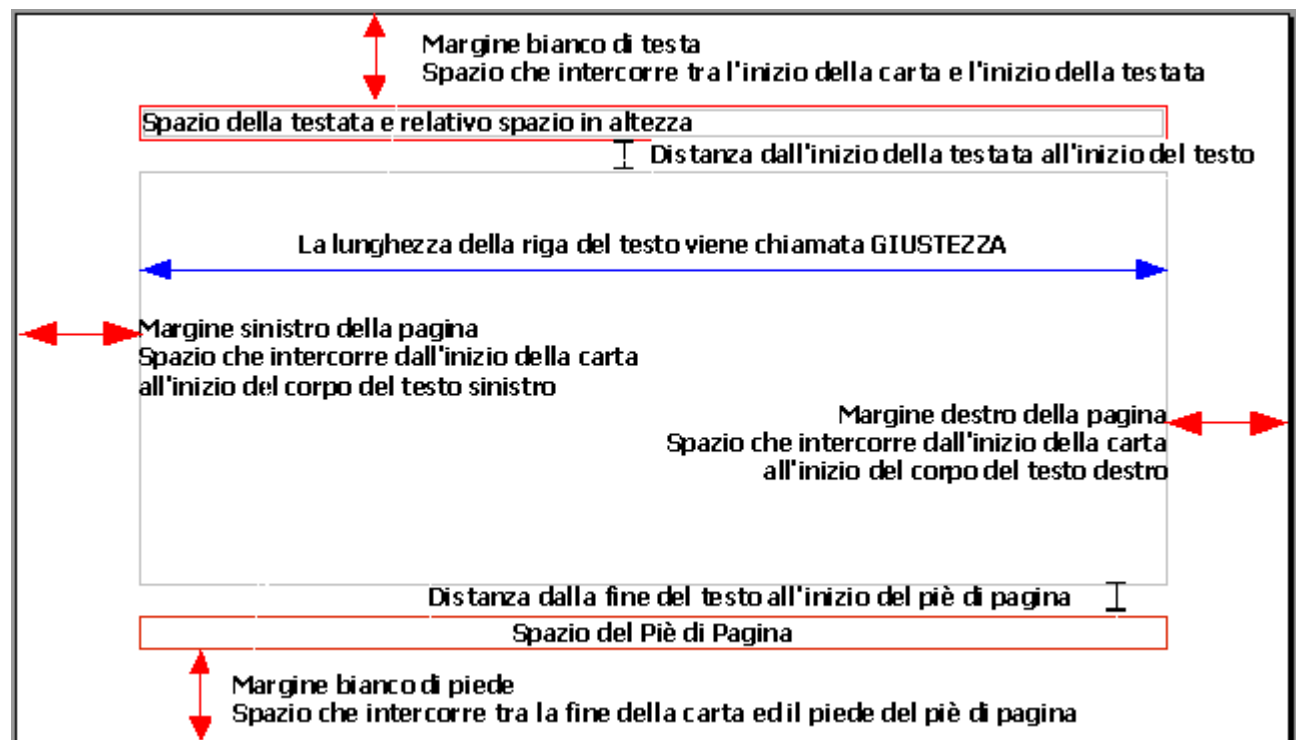 Margine bianco di testa
Spazio che intercorre tra l'inizio della carta e l'inizio della testata
Spazio della testata e relativo spazio in altezza
Distanza dall'inizio della testata all'inizio del testo
La lunghezza della riga del testo viene chiamata GIUSTEZZA
Margine sinistro della pagina
Spazio che intercorre dall'inizio della carta
all'inizio del corpo del testo sinistro
Margine destro della pagina
Spazio che intercorre dall'inizio della carta
all'inizio del corpo del testo destro
Distanza dalla fine del testo all'inizio del piè di pagina
Spazio del Piè di Pagina
Margine bianco di piede
Spazio che intercorre tra la fine della carta ed il piede del piè di pagina